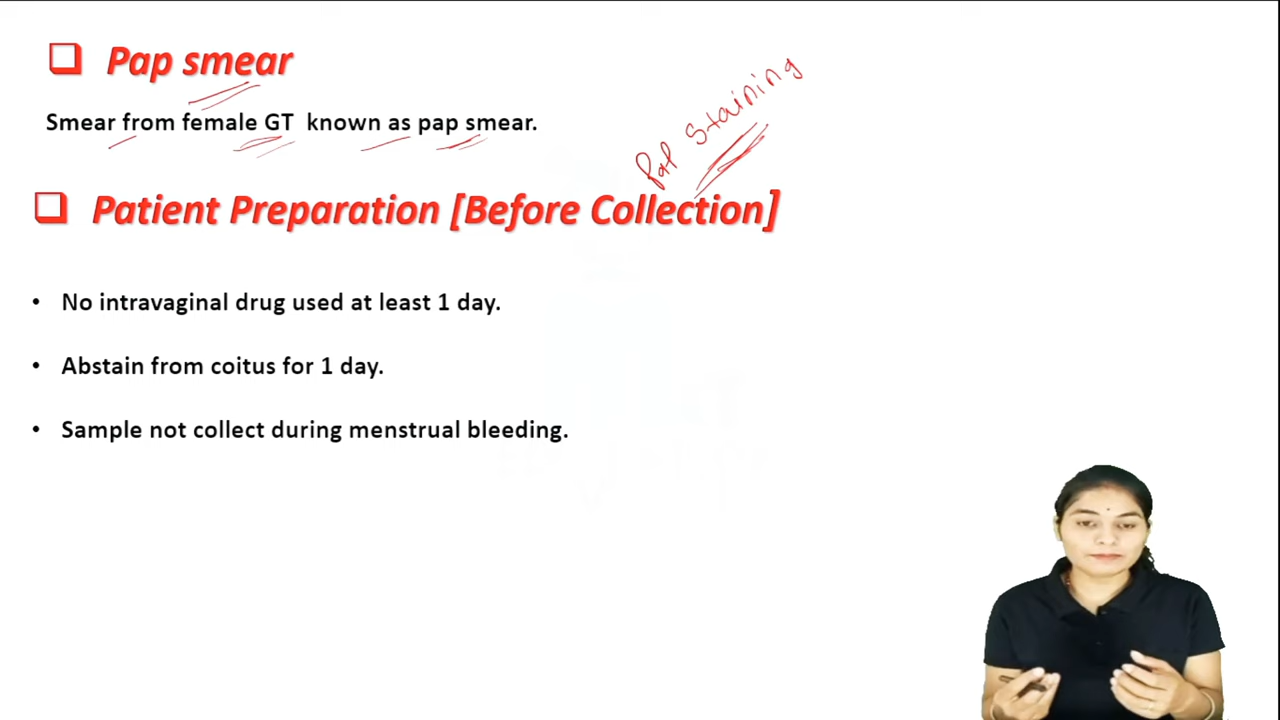 Pap smear
Smear from female GT known as pap smear.
Pap Staining
Patient Preparation [Before Collection]
• No intravaginal drug used at least 1 day.
• Abstain from coitus for 1 day.
• Sample not collect during menstrual bleeding.